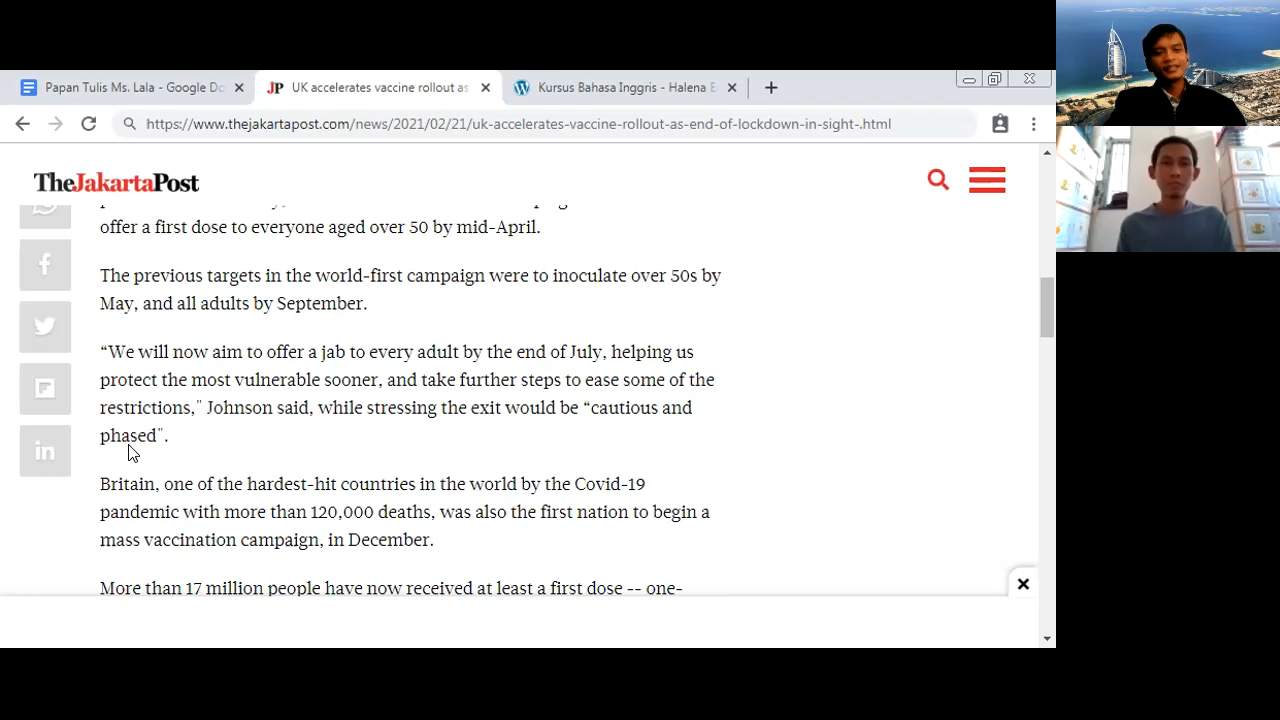 Papan Tulis Ms. Lala - Google Do
JP UK accelerates vaccine rollout as
Kursus Bahasa Inggris - Halena E
https://www.thejakartapost.com/news/2021/02/21/uk-accelerates-vaccine-rollout-as-end-of-lockdown-in-sight-.html
TheJakartaPost
offer a first dose to everyone aged over 50 by mid-April.
The previous targets in the world-first campaign were to inoculate over 50s by
May, and all adults by September.
“We will now aim to offer a jab to every adult by the end of July, helping us
protect the most vulnerable sooner, and take further steps to ease some of the
restrictions," Johnson said, while stressing the exit would be “cautious and
phased".
Britain, one of the hardest-hit countries in the world by the Covid-19
pandemic with more than 120,000 deaths, was also the first nation to begin a
mass vaccination campaign, in December.
More than 17 million people have now received at least a first dose -- one-